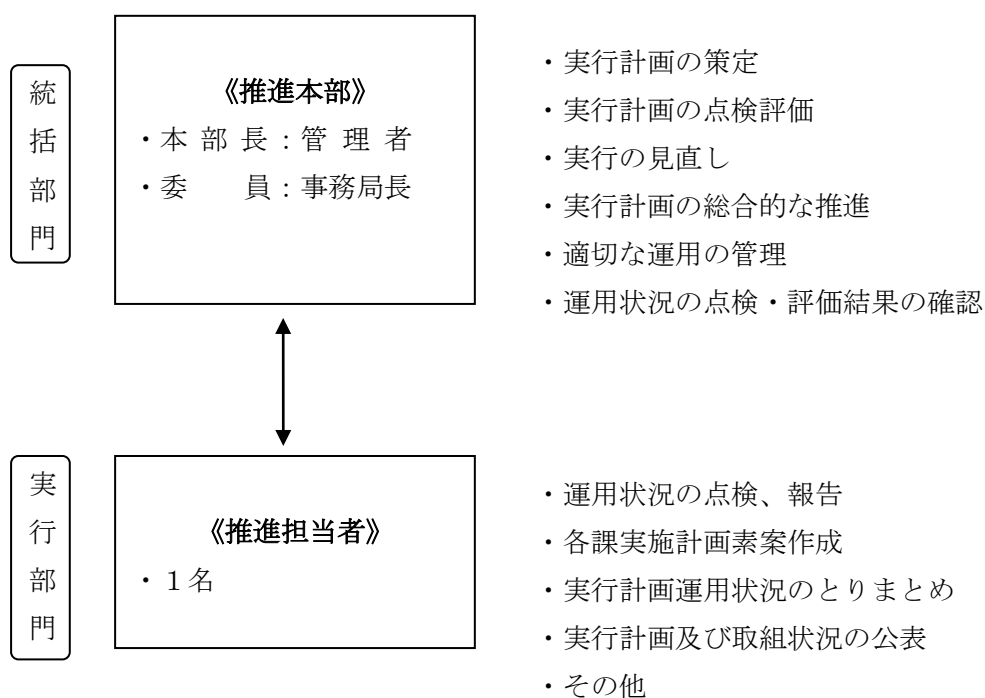 統括部門
《推進本部》
・本 部 長：管 理 者
・委　　員：事務局長
・実行計画の策定
・実行計画の点検評価
・実行の見直し
・実行計画の総合的な推進
・適切な運用の管理
・運用状況の点検・評価結果の確認
実行部門
《推進担当者》
・１名
・運用状況の点検、報告
・各課実施計画素案作成
・実行計画運用状況のとりまとめ
・実行計画及び取組状況の公表
・その他